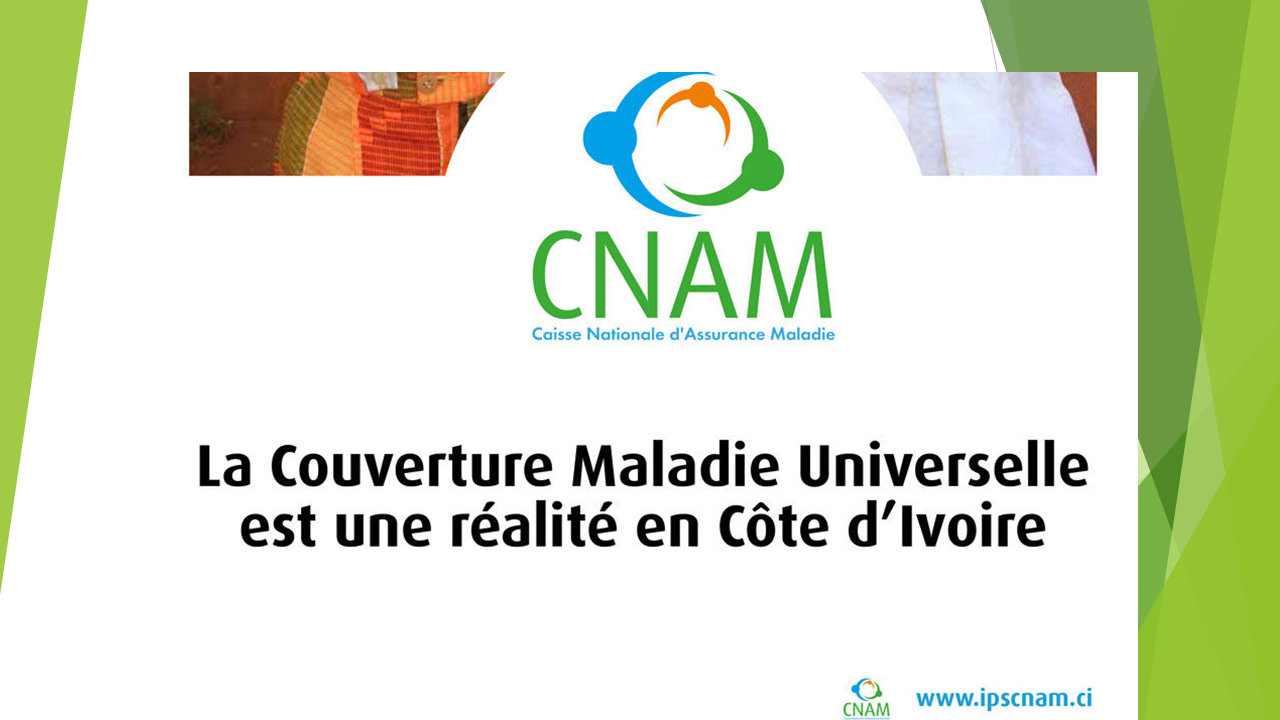 CNAM
Caisse Nationale d'Assurance Maladie
La Couverture Maladie Universelle
est une réalité en Côte d'Ivoire
CNAM
www.ipscnam.ci